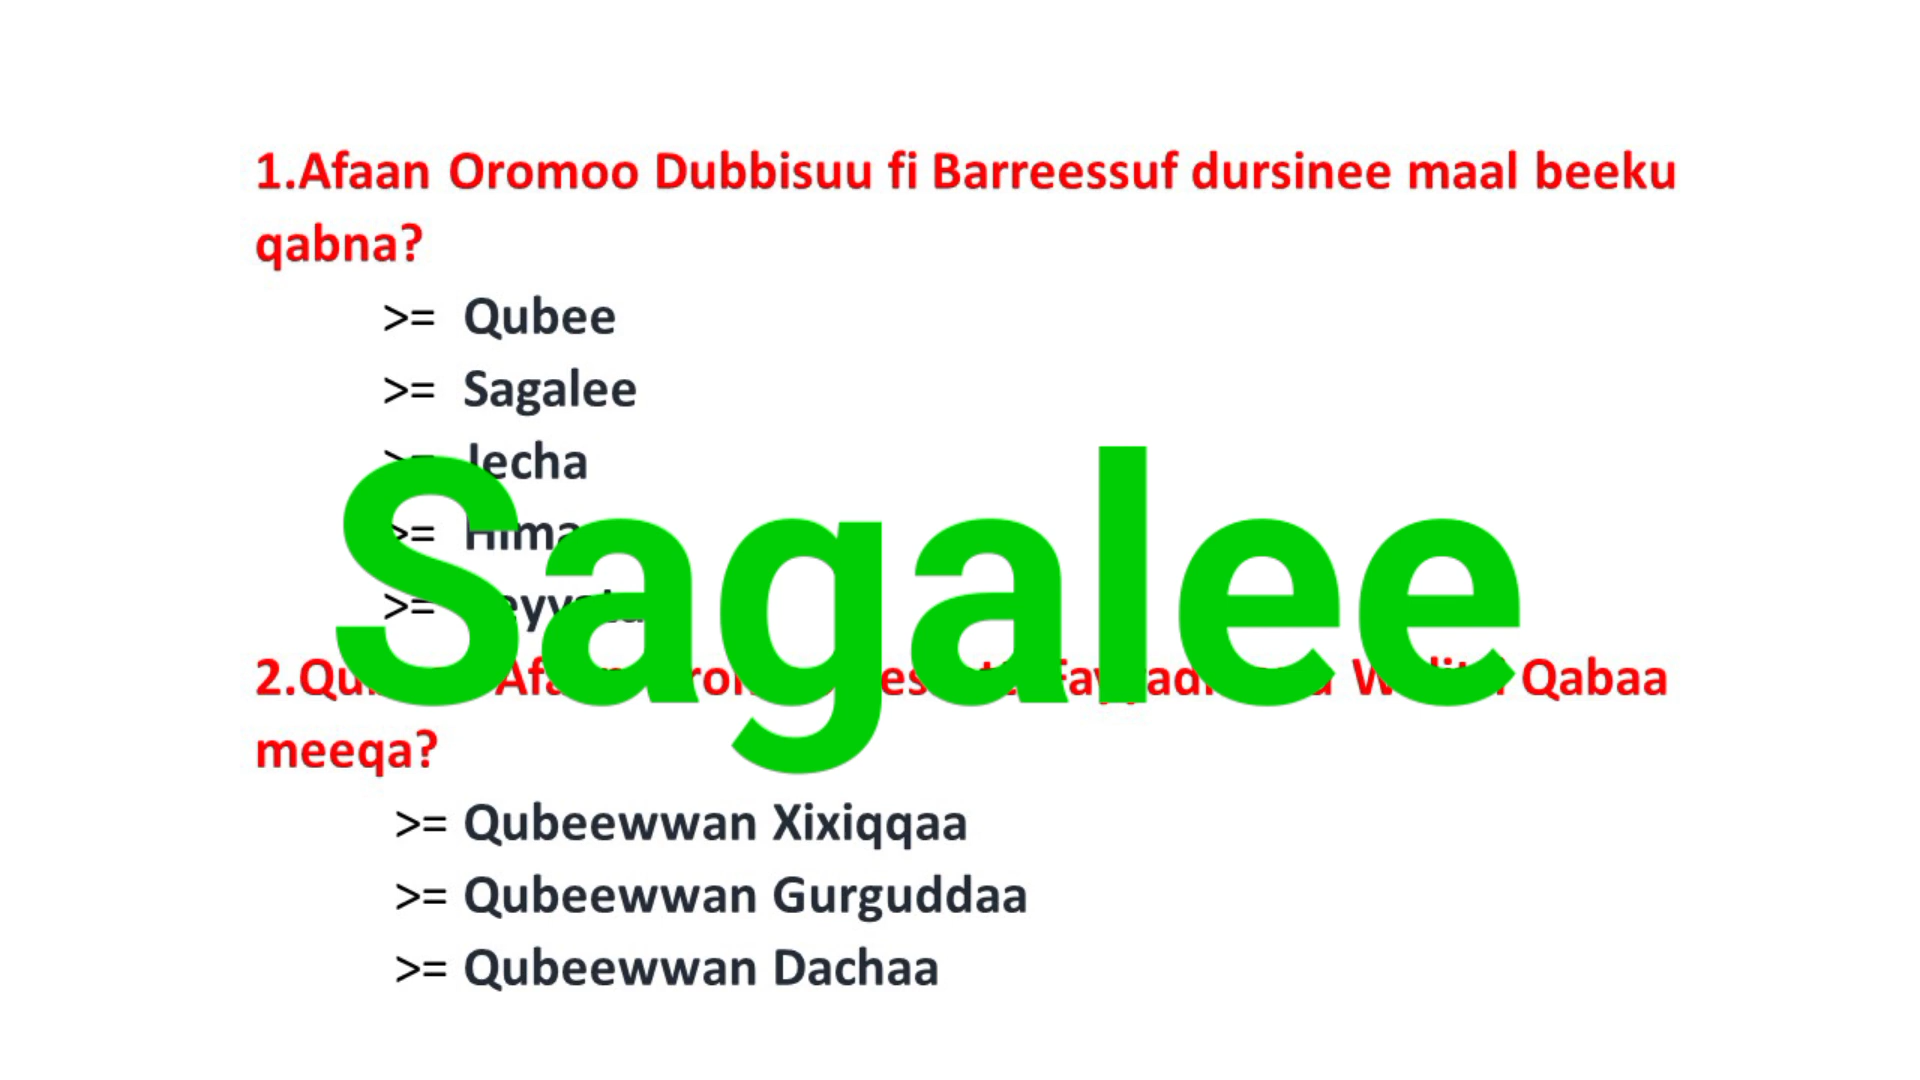 1.Afaan Oromoo Dubbisuu fi Barreessuf dursinee maal beeku
qabna?
>= Qubee
>= Sagalee
>= Jecha
>= Hima
>=
Sagalee
2. Qabaa
meeqa?
>= Qubeewwan Xixiqqaa
>= Qubeewwan Gurguddaa
>= Qubeewwan Dachaa